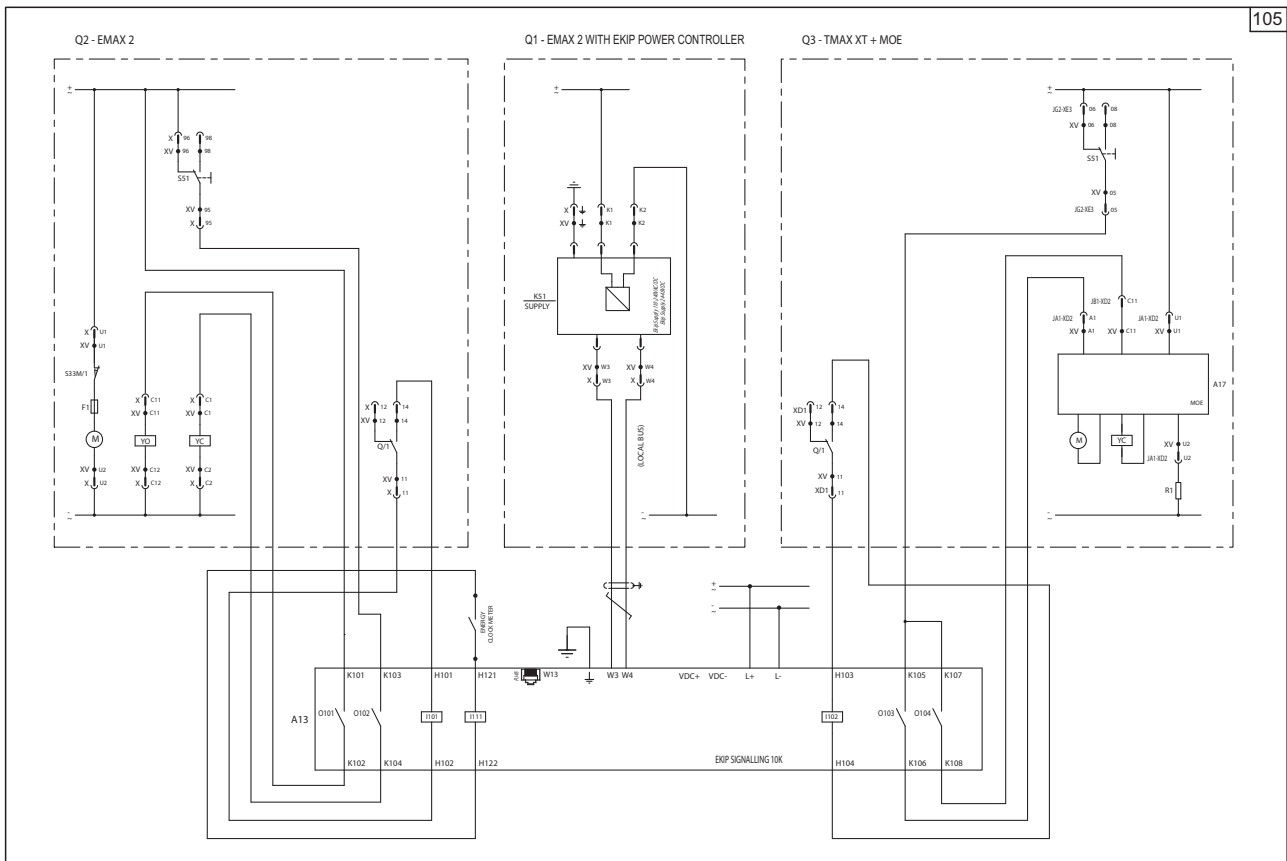 105
Q2 - EMAX 2
Q1 - EMAX 2 WITH EKIP POWER CONTROLLER
Q3 - TMAX XT + MOE
+
~
+
~
+
~
X 96 98
XV 96 98
S51
XV 95
X 95
JG2-XE3 06 08
XV 06 08
S51
XV 05
JG2-XE3 05
X K1 K2
XV K1 K2
K51
SUPPLY
X U1
XV U1
S33M/1
F1
M
XV U2
X U2
X C11
XV C11
YO
XV C12
X C12
X C1
XV C1
YC
XV C2
X C2
X 12 14
XV 12 14
Q/1
XV 11
X 11
XV W3 XV W4
X W3 X W4
(LOCAL BUS)
JA1-XD2 A1
XV A1
JB1-XD2 C11
XV C11
JA1-XD2 U1
XV U1
A17
MOE
M
YC
XV U2
JA1-XD2 U2
R1
XD1 12 14
XV 12 14
Q/1
XV 11
XD1 11
-
~
-
~
-
~
+
~
-
~
ENERGY
CLOCK METER
K101 K103 H101 H121
RJ45
W13
W3 W4
VDC+ VDC- L+ L-
H103 K105 K107
A13
O101 O102 I101 I111
I102 O103 O104
K102 K104 H102 H122
EKIP SIGNALLING 10K
H104 K106 K108